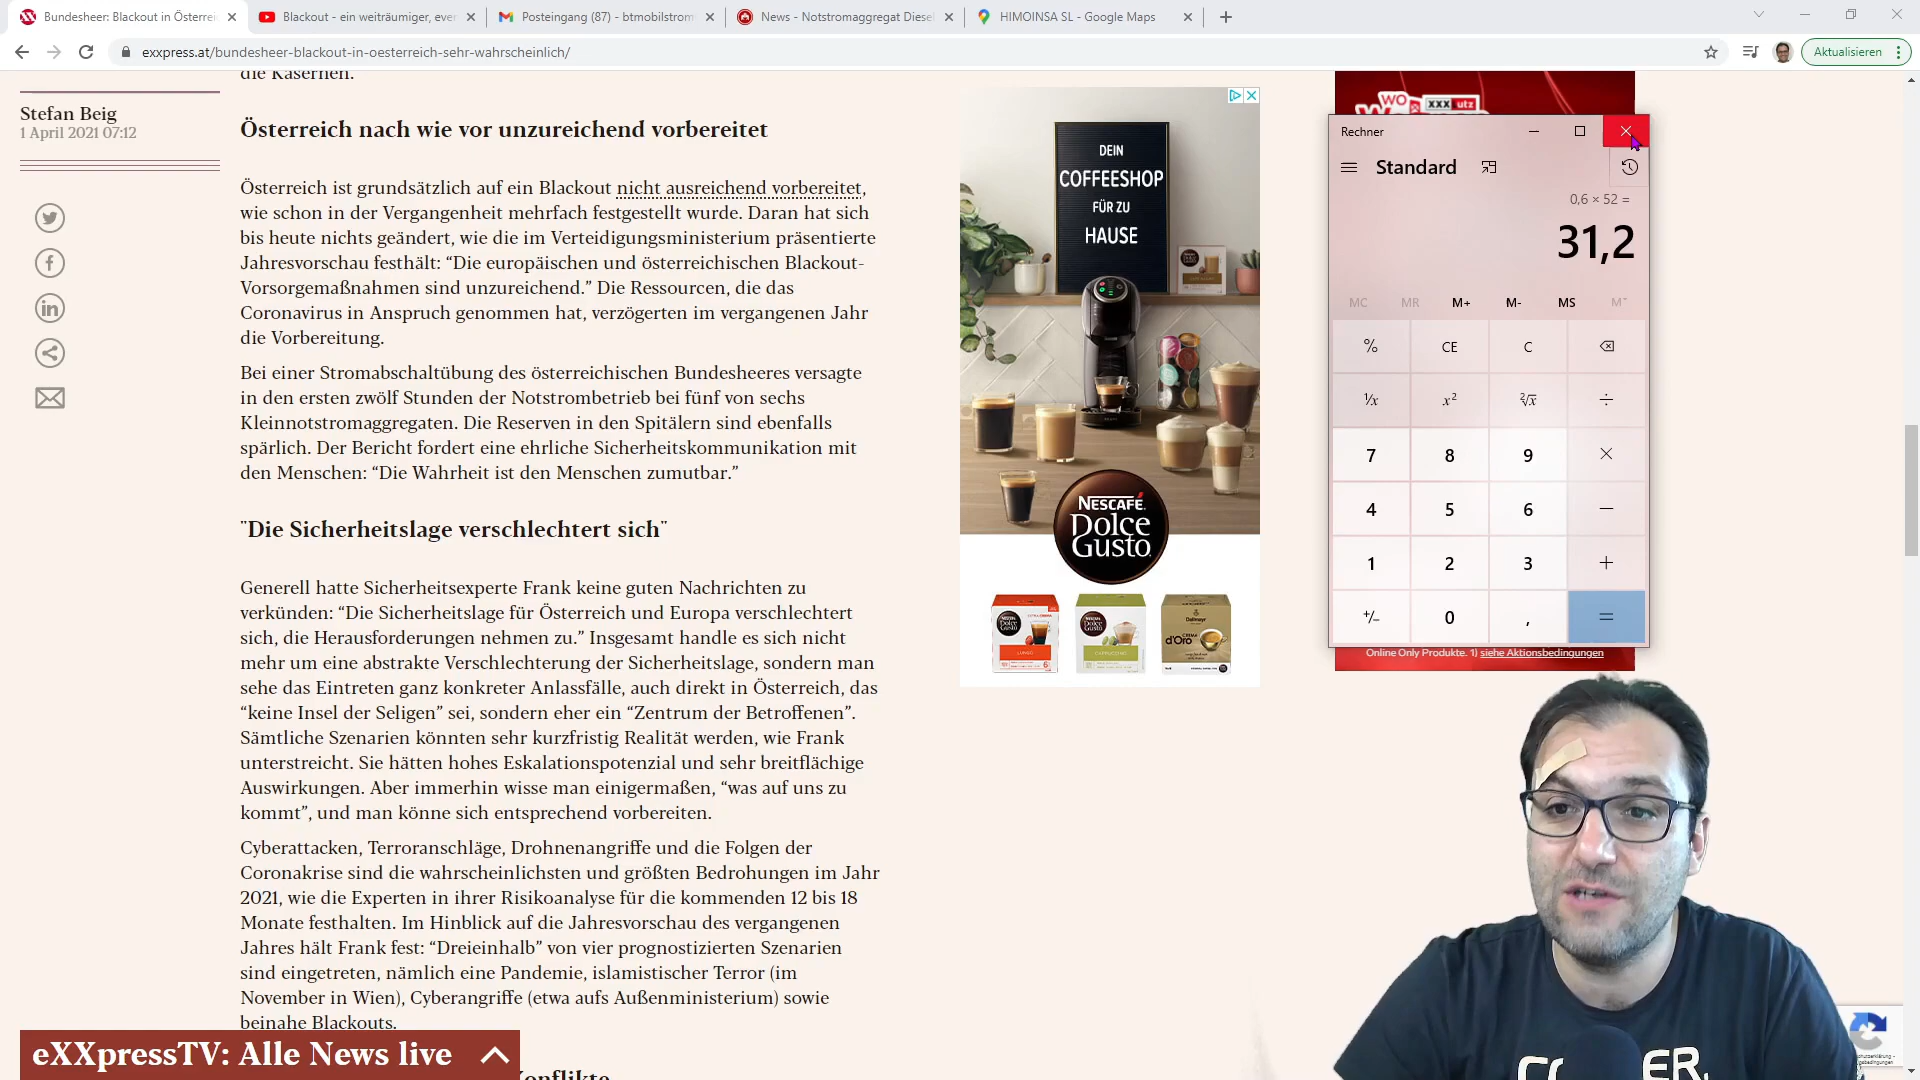 Bundesheer: Blackout in Österrei
Blackout - ein weiträumiger, ever
Posteingang (87) - btmobilstrom
News - Notstromaggregat Diesel
HIMOINSA SL - Google Maps
exxpress.at/bundesheer-blackout-in-oesterreich-sehr-wahrscheinlich/
Aktualisieren
die Kasernen.
Stefan Beig
1 April 2021 07:12
Österreich nach wie vor unzureichend vorbereitet
Österreich ist grundsätzlich auf ein Blackout nicht ausreichend vorbereitet,
wie schon in der Vergangenheit mehrfach festgestellt wurde. Daran hat sich
bis heute nichts geändert, wie die im Verteidigungsministerium präsentierte
Jahresvorschau festhält: “Die europäischen und österreichischen Blackout-
Vorsorgemaßnahmen sind unzureichend.” Die Ressourcen, die das
Coronavirus in Anspruch genommen hat, verzögerten im vergangenen Jahr
die Vorbereitung.
Bei einer Stromabschaltübung des österreichischen Bundesheeres versagte
in den ersten zwölf Stunden der Notstrombetrieb bei fünf von sechs
Kleinnotstromaggregaten. Die Reserven in den Spitälern sind ebenfalls
spärlich. Der Bericht fordert eine ehrliche Sicherheitskommunikation mit
den Menschen: “Die Wahrheit ist den Menschen zumutbar.”
"Die Sicherheitslage verschlechtert sich"
Generell hatte Sicherheitsexperte Frank keine guten Nachrichten zu
verkünden: “Die Sicherheitslage für Österreich und Europa verschlechtert
sich, die Herausforderungen nehmen zu.” Insgesamt handle es sich nicht
mehr um eine abstrakte Verschlechterung der Sicherheitslage, sondern man
sehe das Eintreten ganz konkreter Anlassfälle, auch direkt in Österreich, das
“keine Insel der Seligen” sei, sondern eher ein “Zentrum der Betroffenen”.
Sämtliche Szenarien könnten sehr kurzfristig Realität werden, wie Frank
unterstreicht. Sie hätten hohes Eskalationspotenzial und sehr breitflächige
Auswirkungen. Aber immerhin wisse man einigermaßen, “was auf uns zu
kommt”, und man könne sich entsprechend vorbereiten.
Cyberattacken, Terroranschläge, Drohnenangriffe und die Folgen der
Coronakrise sind die wahrscheinlichsten und größten Bedrohungen im Jahr
2021, wie die Experten in ihrer Risikoanalyse für die kommenden 12 bis 18
Monate festhalten. Im Hinblick auf die Jahresvorschau des vergangenen
Jahres hält Frank fest: “Dreieinhalb” von vier prognostizierten Szenarien
sind eingetreten, nämlich eine Pandemie, islamistischer Terror (im
November in Wien), Cyberangriffe (etwa aufs Außenministerium) sowie
beinahe Blackouts.
Konflikte
eXXpressTV: Alle News live
DEIN
COFFEESHOP
FÜR ZU
HAUSE
NESCAFÉ.
Dolce
Gusto
LUNGO
CAPPUCCINO
Dallmayr
CREMA
d'Oro
WO
XXX utz
Rechner
Standard
0,6 × 52 =
31,2
MC MR M+ M- MS M˅
% CE C
¹/x x² ²√x ÷
7 8 9 ×
4 5 6 −
1 2 3 +
+/− 0 , =
Online Only Produkte. 1) siehe Aktionsbedingungen